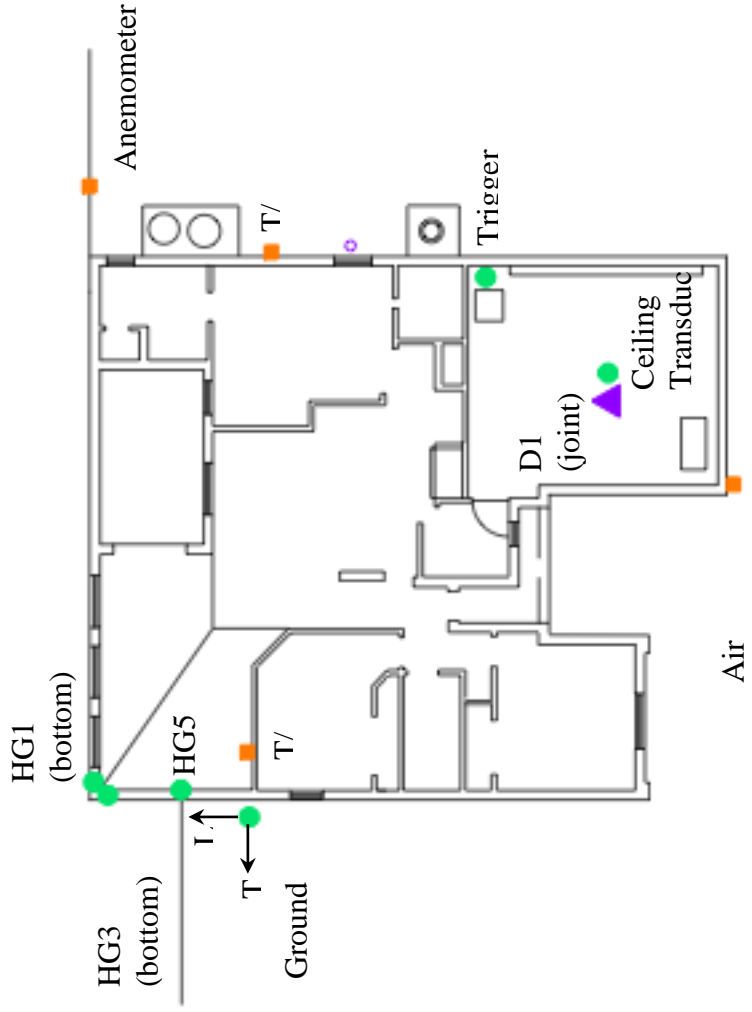 HG1
(bottom)
HG3
(bottom)
Anemometer
HG5
T
T/
T/
Ground
Trigger
D1
(joint)
Ceiling
Transduc
Air